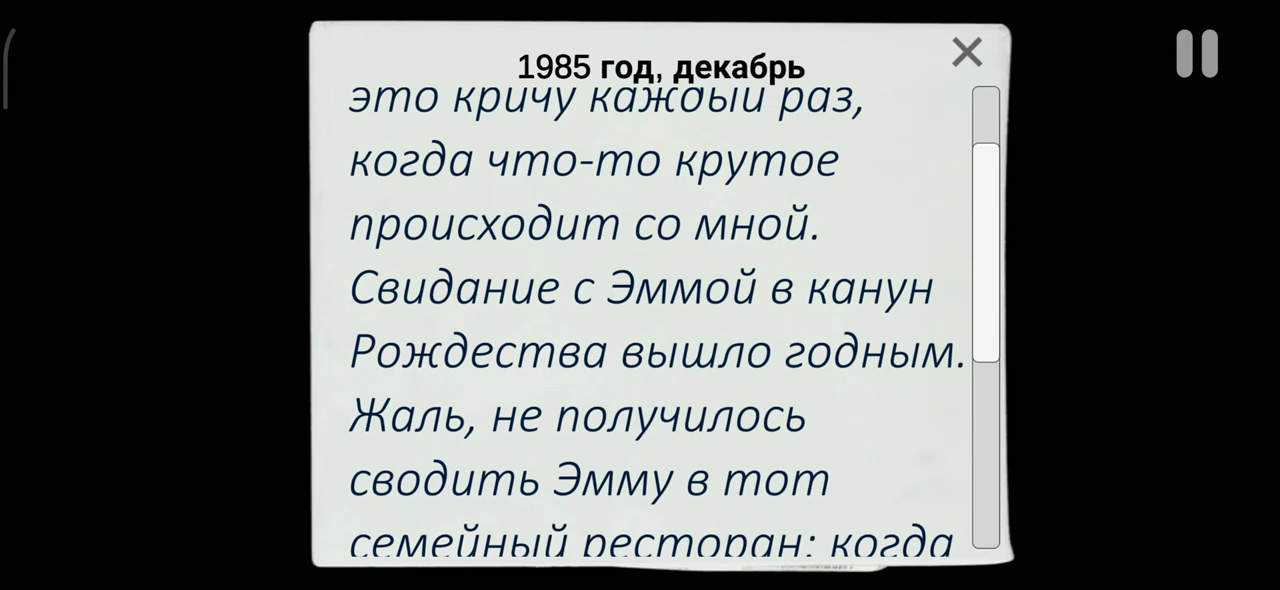 1985 год, декабрь
это кричу каждый раз,
когда что-то крутое
происходит со мной.
Свидание с Эммой в канун
Рождества вышло годным.
Жаль, не получилось
сводить Эмму в тот
семейный ресторан: когда